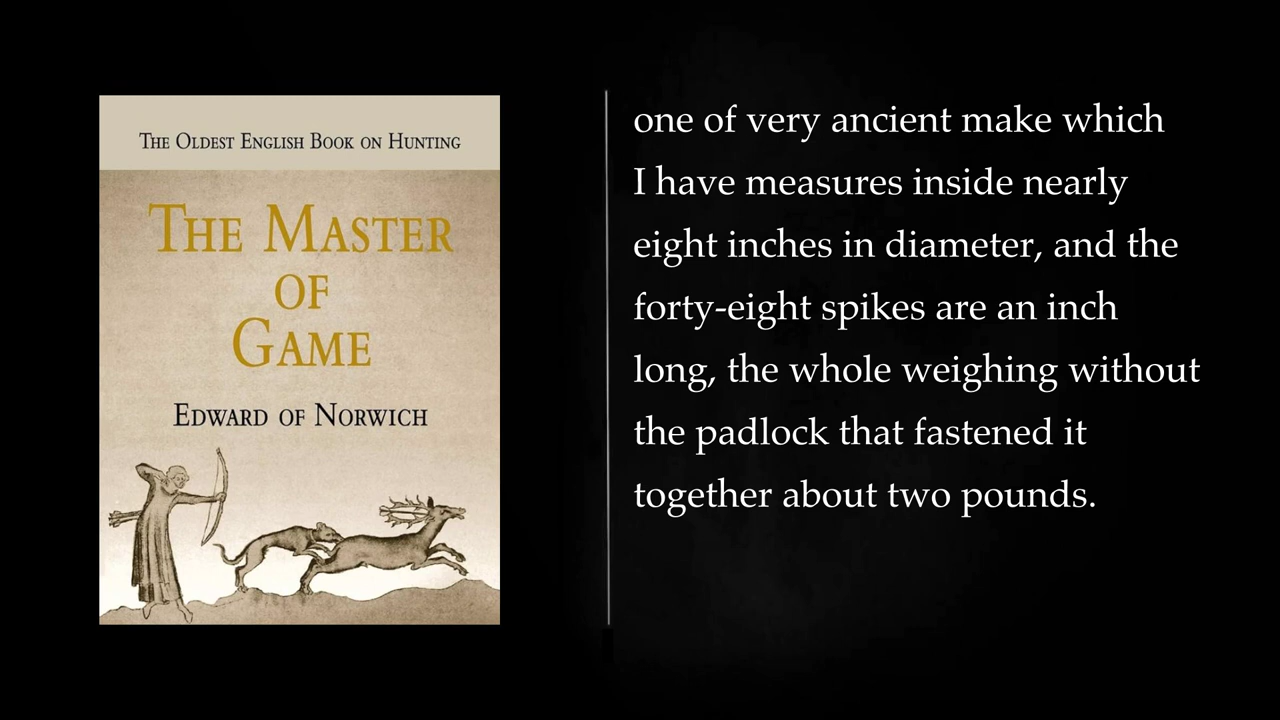 The Oldest English Book on Hunting
The Master
of
Game
Edward of Norwich
one of very ancient make which
I have measures inside nearly
eight inches in diameter, and the
forty-eight spikes are an inch
long, the whole weighing without
the padlock that fastened it
together about two pounds.